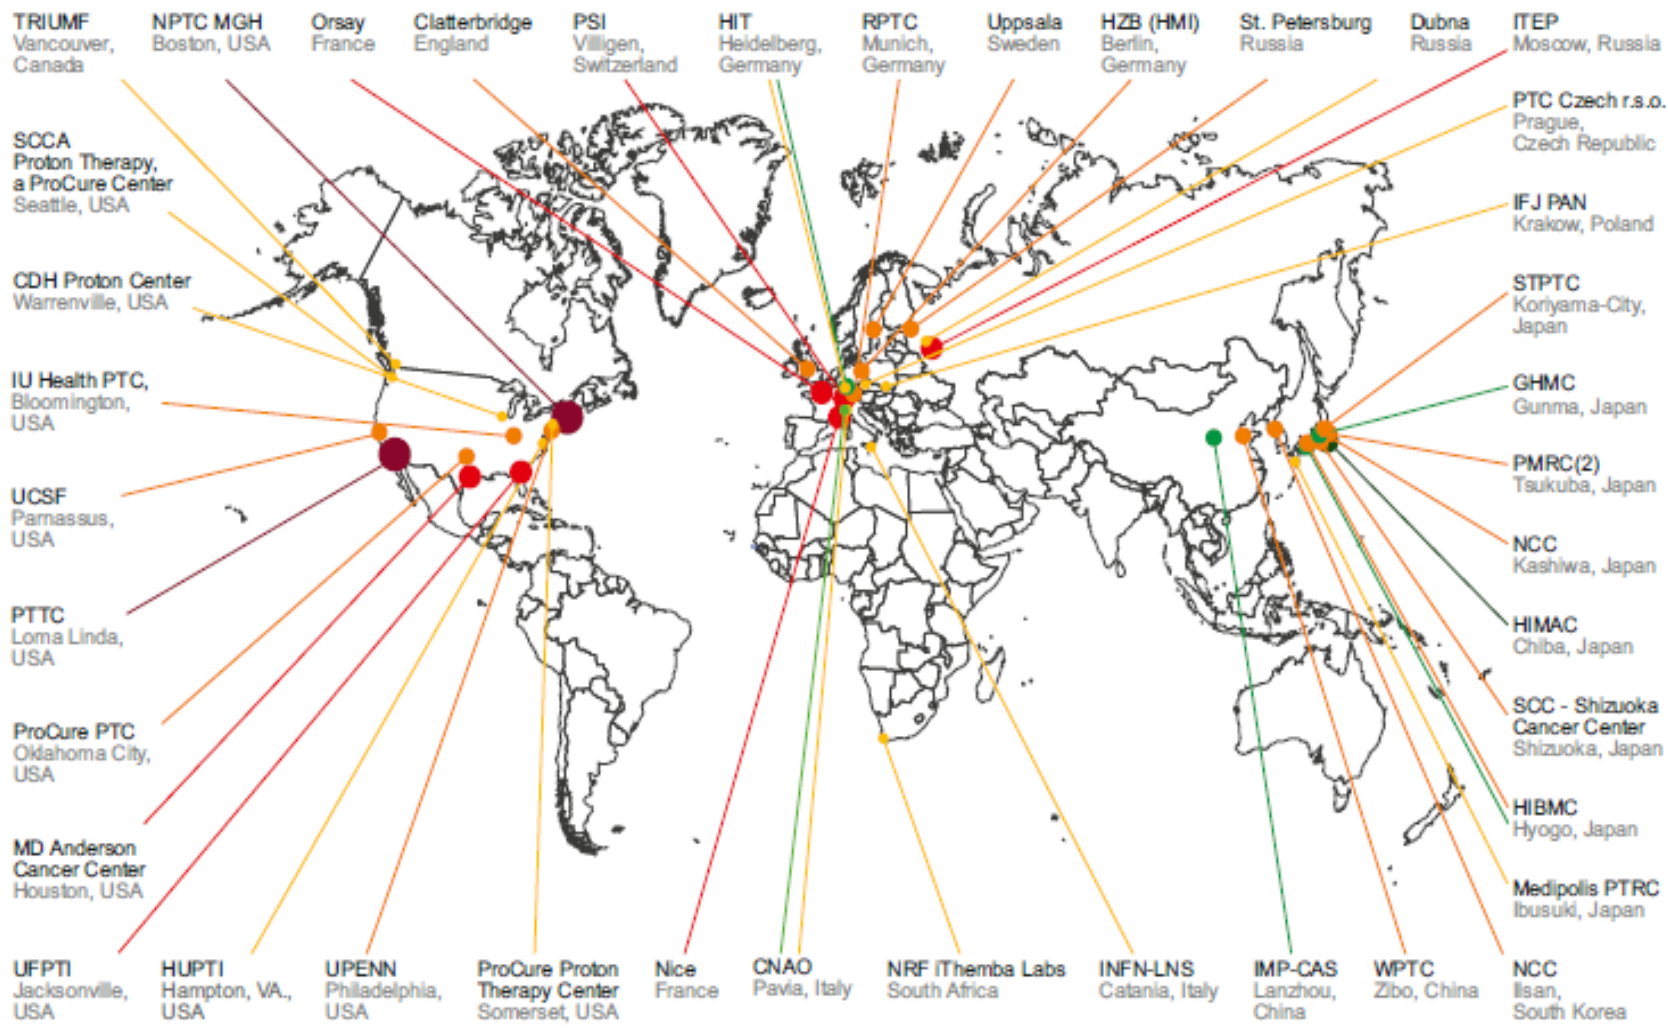 TRIUMF
Vancouver,
Canada
NPTC MGH
Boston, USA
Orsay
France
Clatterbridge
England
PSI
Villigen,
Switzerland
HIT
Heidelberg,
Germany
RPTC
Munich,
Germany
Uppsala
Sweden
HZB (HMI)
Berlin,
Germany
St. Petersburg
Russia
Dubna
Russia
ITEP
Moscow, Russia
PTC Czech r.s.o.
Prague,
Czech Republic
IFJ PAN
Krakow, Poland
STPTC
Koriyama-City,
Japan
GHMC
Gunma, Japan
PMRC(2)
Tsukuba, Japan
NCC
Kashiwa, Japan
HIMAC
Chiba, Japan
SCC - Shizuoka
Cancer Center
Shizuoka, Japan
HIBMC
Hyogo, Japan
Medipolis PTRC
Ibusuki, Japan
SCCA
Proton Therapy,
a ProCure Center
Seattle, USA
CDH Proton Center
Warrenville, USA
IU Health PTC,
Bloomington,
USA
UCSF
Parnassus,
USA
PTTC
Loma Linda,
USA
ProCure PTC
Oklahoma City,
USA
MD Anderson
Cancer Center
Houston, USA
UFPTI
Jacksonville,
USA
HUPTI
Hampton, VA.,
USA
UPENN
Philadelphia,
USA
ProCure Proton
Therapy Center
Somerset, USA
Nice
France
CNAO
Pavia, Italy
NRF iThemba Labs
South Africa
INFN-LNS
Catania, Italy
IMP-CAS
Lanzhou,
China
WPTC
Zibo, China
NCC
Ilsan,
South Korea